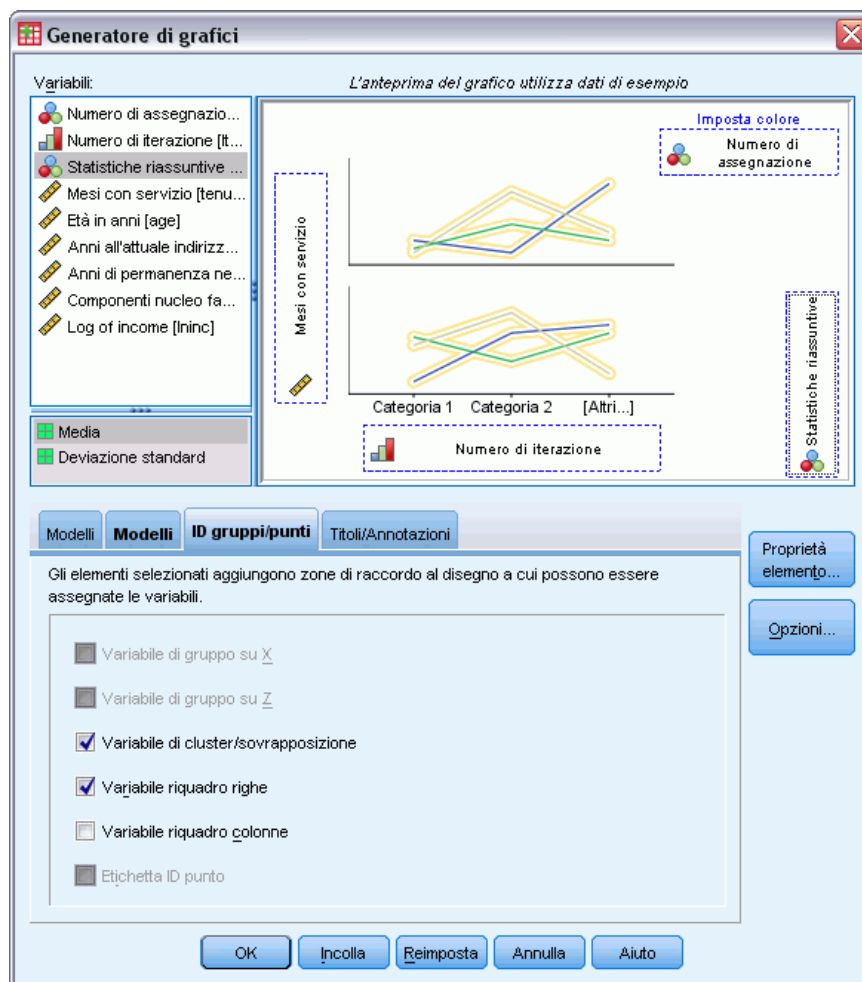 Generatore di grafici
Variabili:
L'anteprima del grafico utilizza dati di esempio
Numero di assegnazio...
Numero di iterazione [It...
Statistiche riassuntive ...
Mesi con servizio [tenu...
Età in anni [age]
Anni all'attuale indirizz...
Anni di permanenza ne...
Componenti nucleo fa...
Log of income [lninc]
Media
Deviazione standard
Imposta colore
Numero di
assegnazione
Mesi con servizio
Statistiche riassuntive
Categoria 1 Categoria 2 [Altri...]
Numero di iterazione
Modelli Modelli ID gruppi/punti Titoli/Annotazioni
Gli elementi selezionati aggiungono zone di raccordo al disegno a cui possono essere
assegnate le variabili.
Variabile di gruppo su X
Variabile di gruppo su Z
Variabile di cluster/sovrapposizione
Variabile riquadro righe
Variabile riquadro colonne
Etichetta ID punto
Proprietà
elemento...
Opzioni...
OK Incolla Reimposta Annulla Aiuto